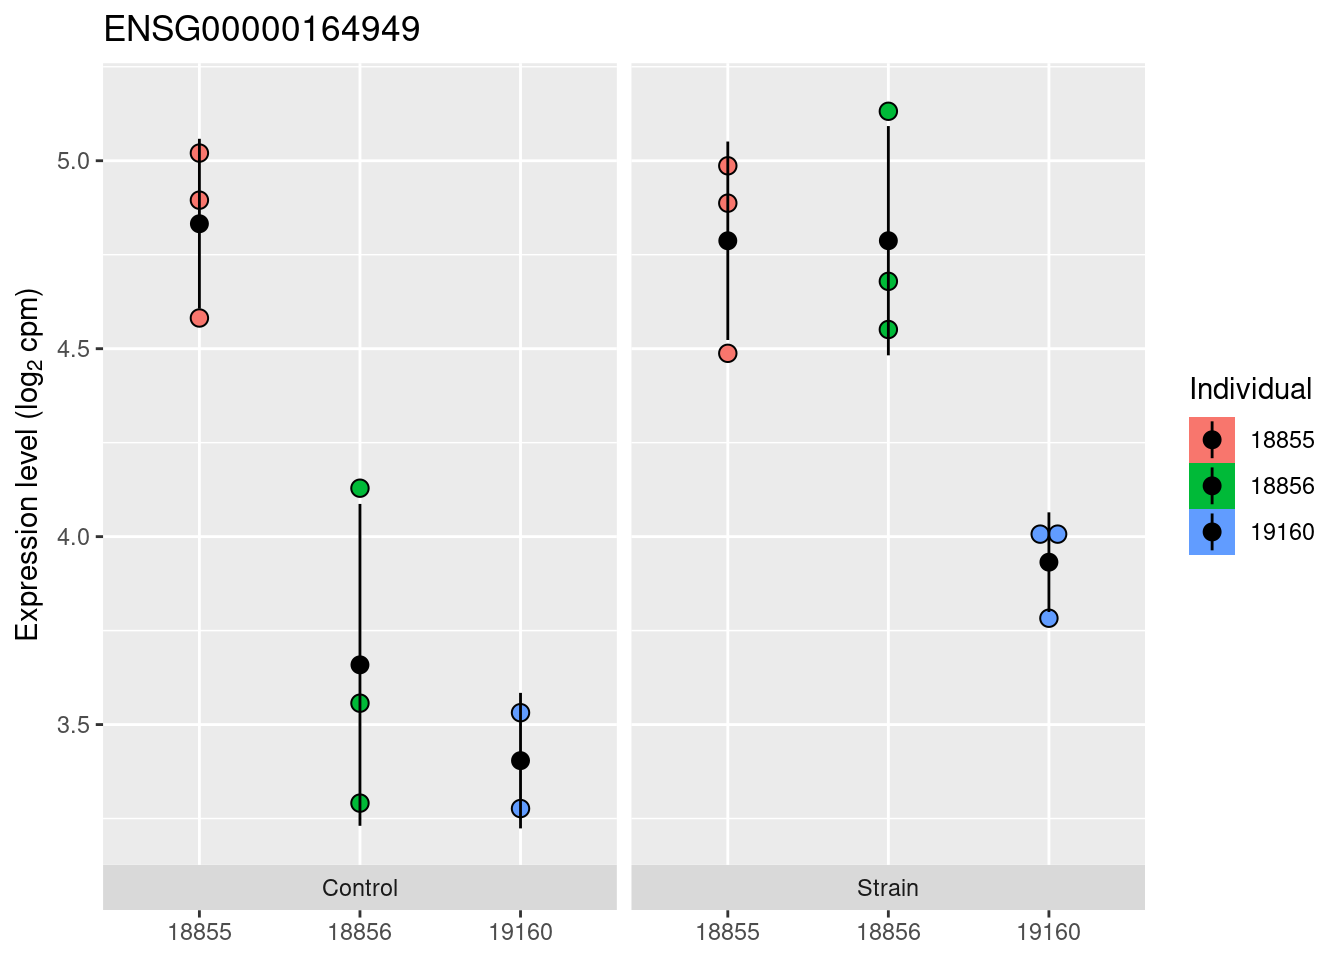 ENSG00000164949
Expression level (log₂ cpm)
5.0
4.5
4.0
3.5
Control
Strain
18855
18856
19160
18855
18856
19160
Individual
18855
18856
19160